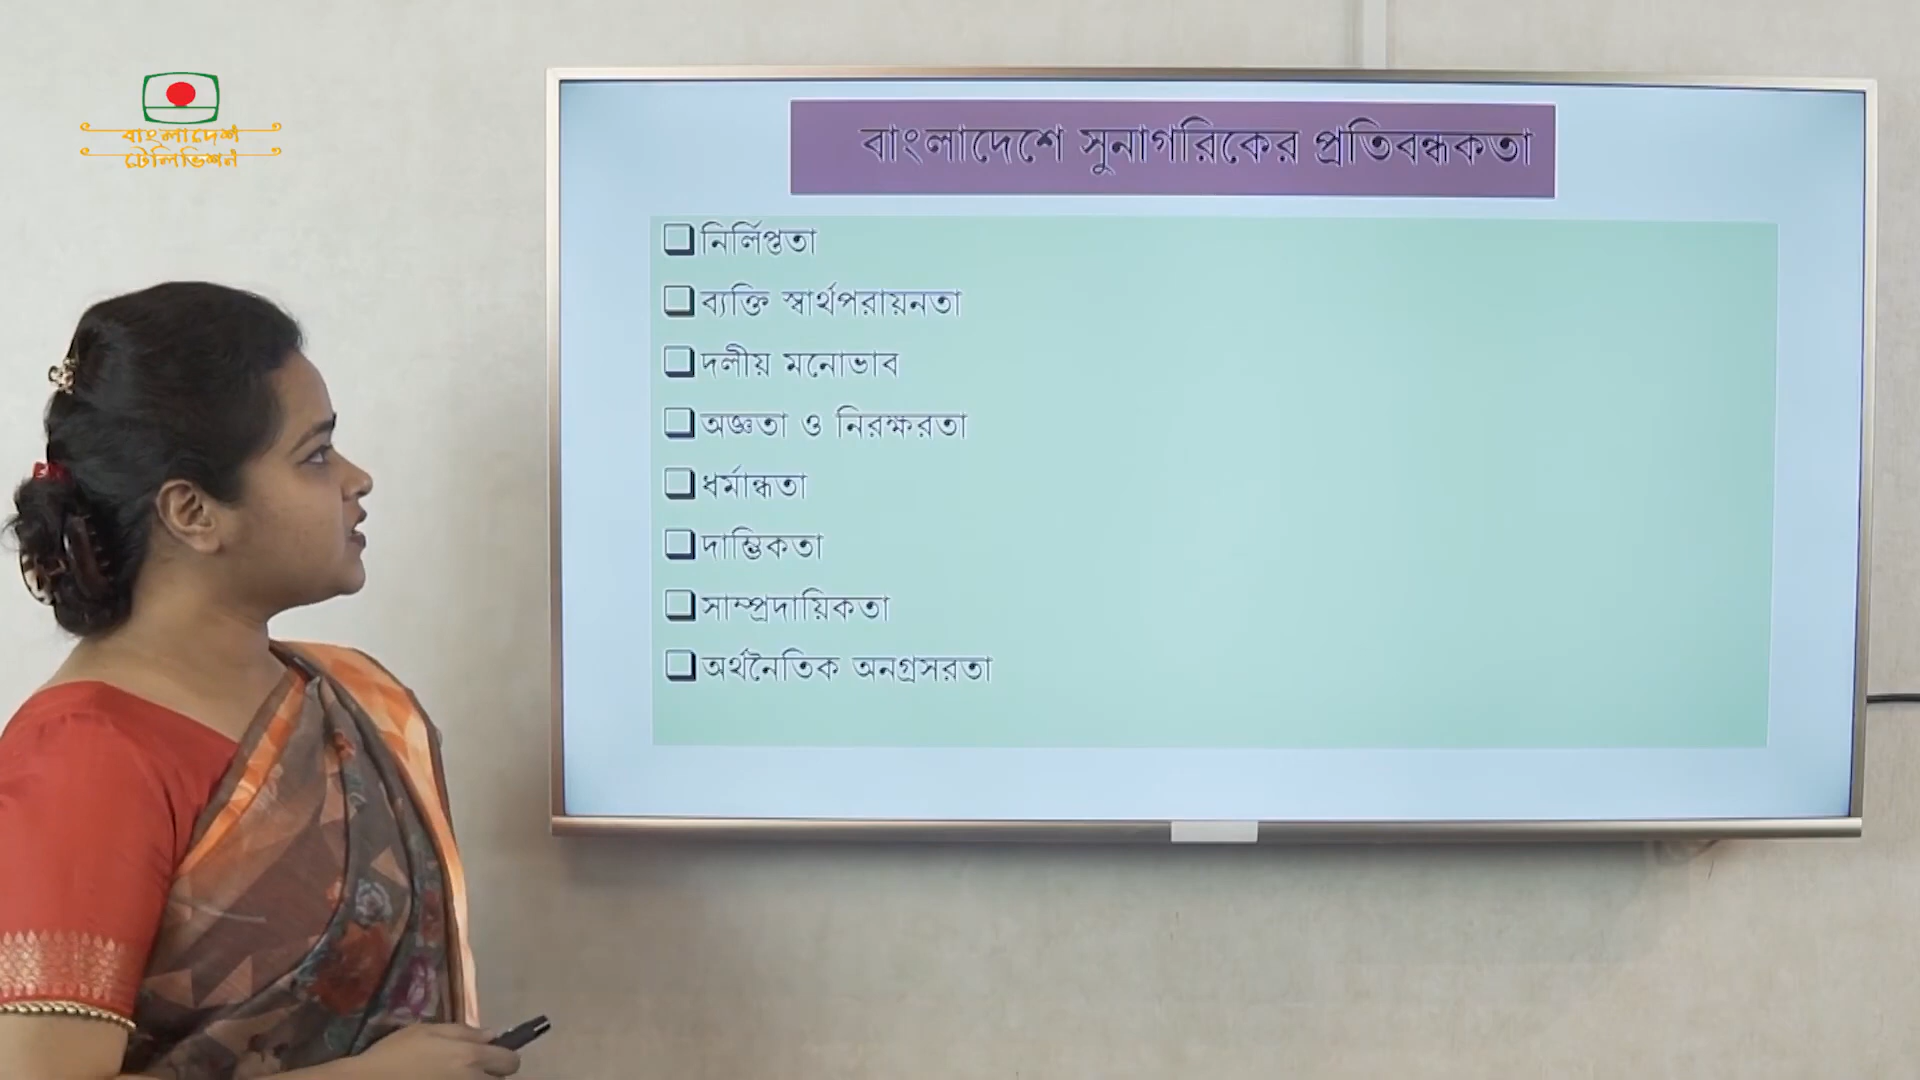 বাংলাদেশ
টেলিভিশন
বাংলাদেশে সুনাগরিকের প্রতিবন্ধকতা
নির্লিপ্ততা
ব্যক্তি স্বার্থপরায়নতা
দলীয় মনোভাব
অজ্ঞতা ও নিরক্ষরতা
ধর্মান্ধতা
দাম্ভিকতা
সাম্প্রদায়িকতা
অর্থনৈতিক অনগ্রসরতা